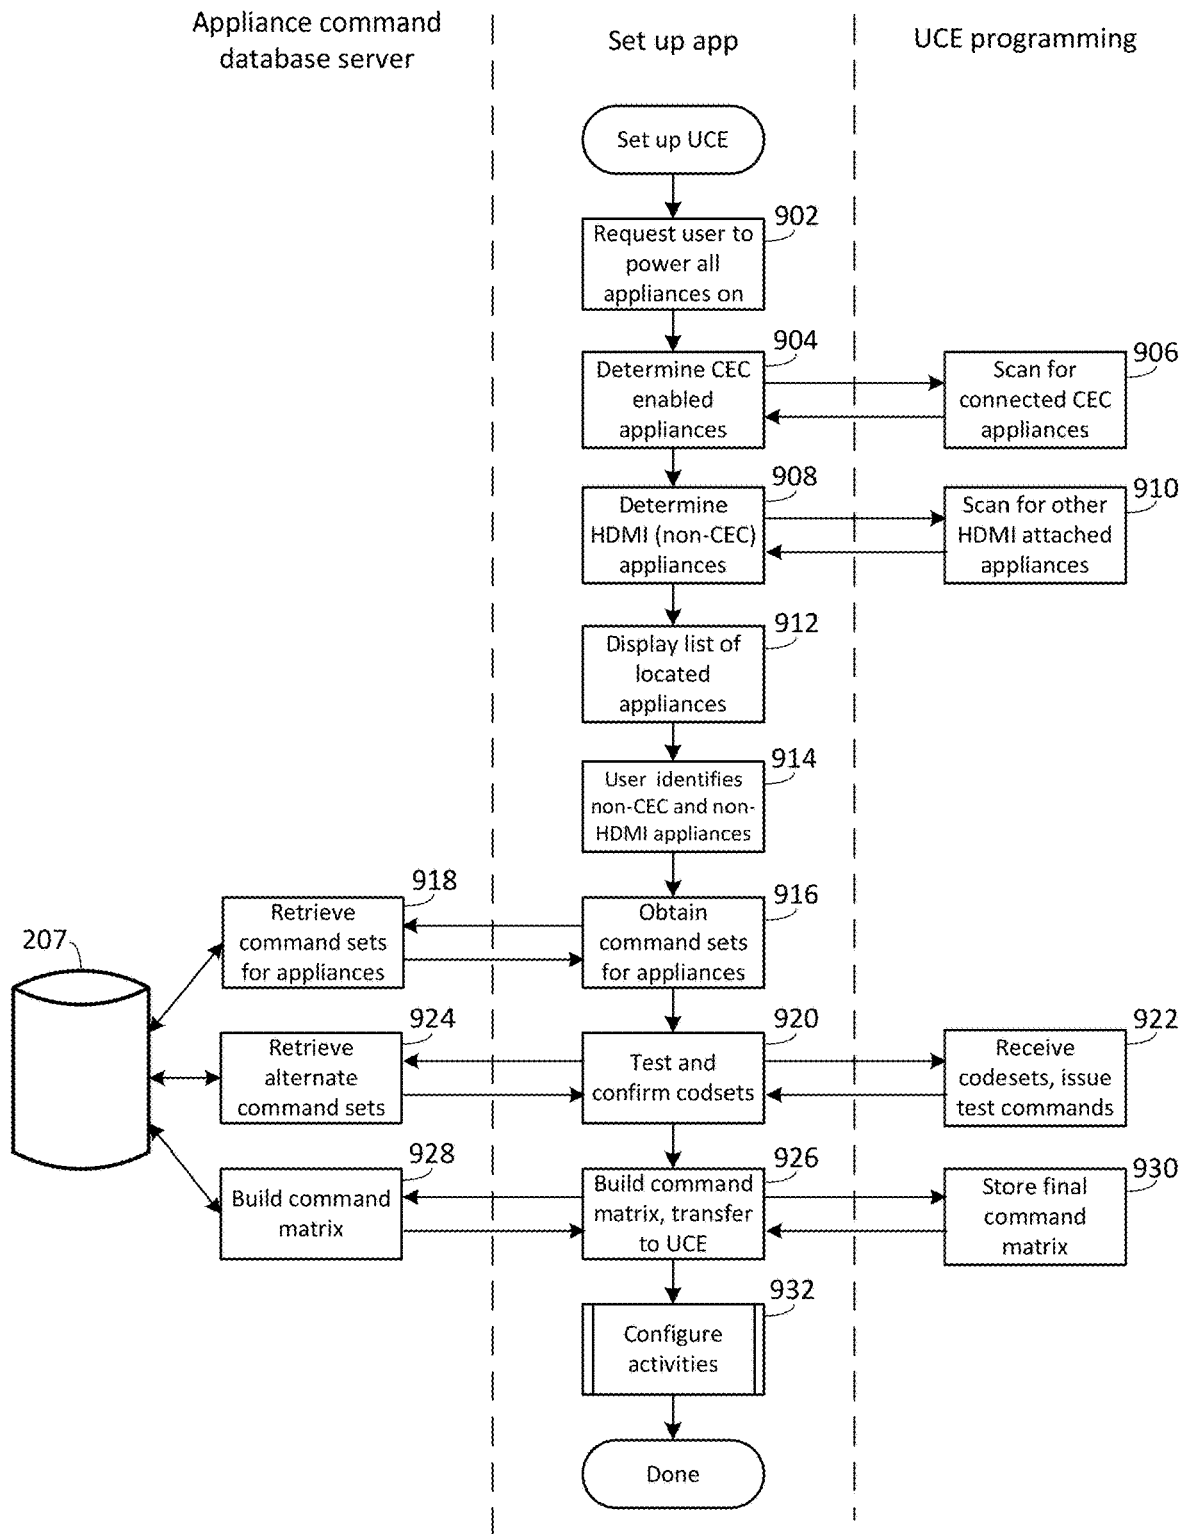 Appliance command
database server
Set up app
UCE programming
Set up UCE
902
Request user to
power all
appliances on
904
Determine CEC
enabled
appliances
906
Scan for
connected CEC
appliances
908
Determine
HDMI (non-CEC)
appliances
910
Scan for other
HDMI attached
appliances
912
Display list of
located
appliances
914
User identifies
non-CEC and non-
HDMI appliances
918
Retrieve
command sets
for appliances
916
Obtain
command sets
for appliances
207
924
Retrieve
alternate
command sets
920
Test and
confirm codsets
922
Receive
codesets, issue
test commands
928
Build command
matrix
926
Build command
matrix, transfer
to UCE
930
Store final
command
matrix
932
Configure
activities
Done